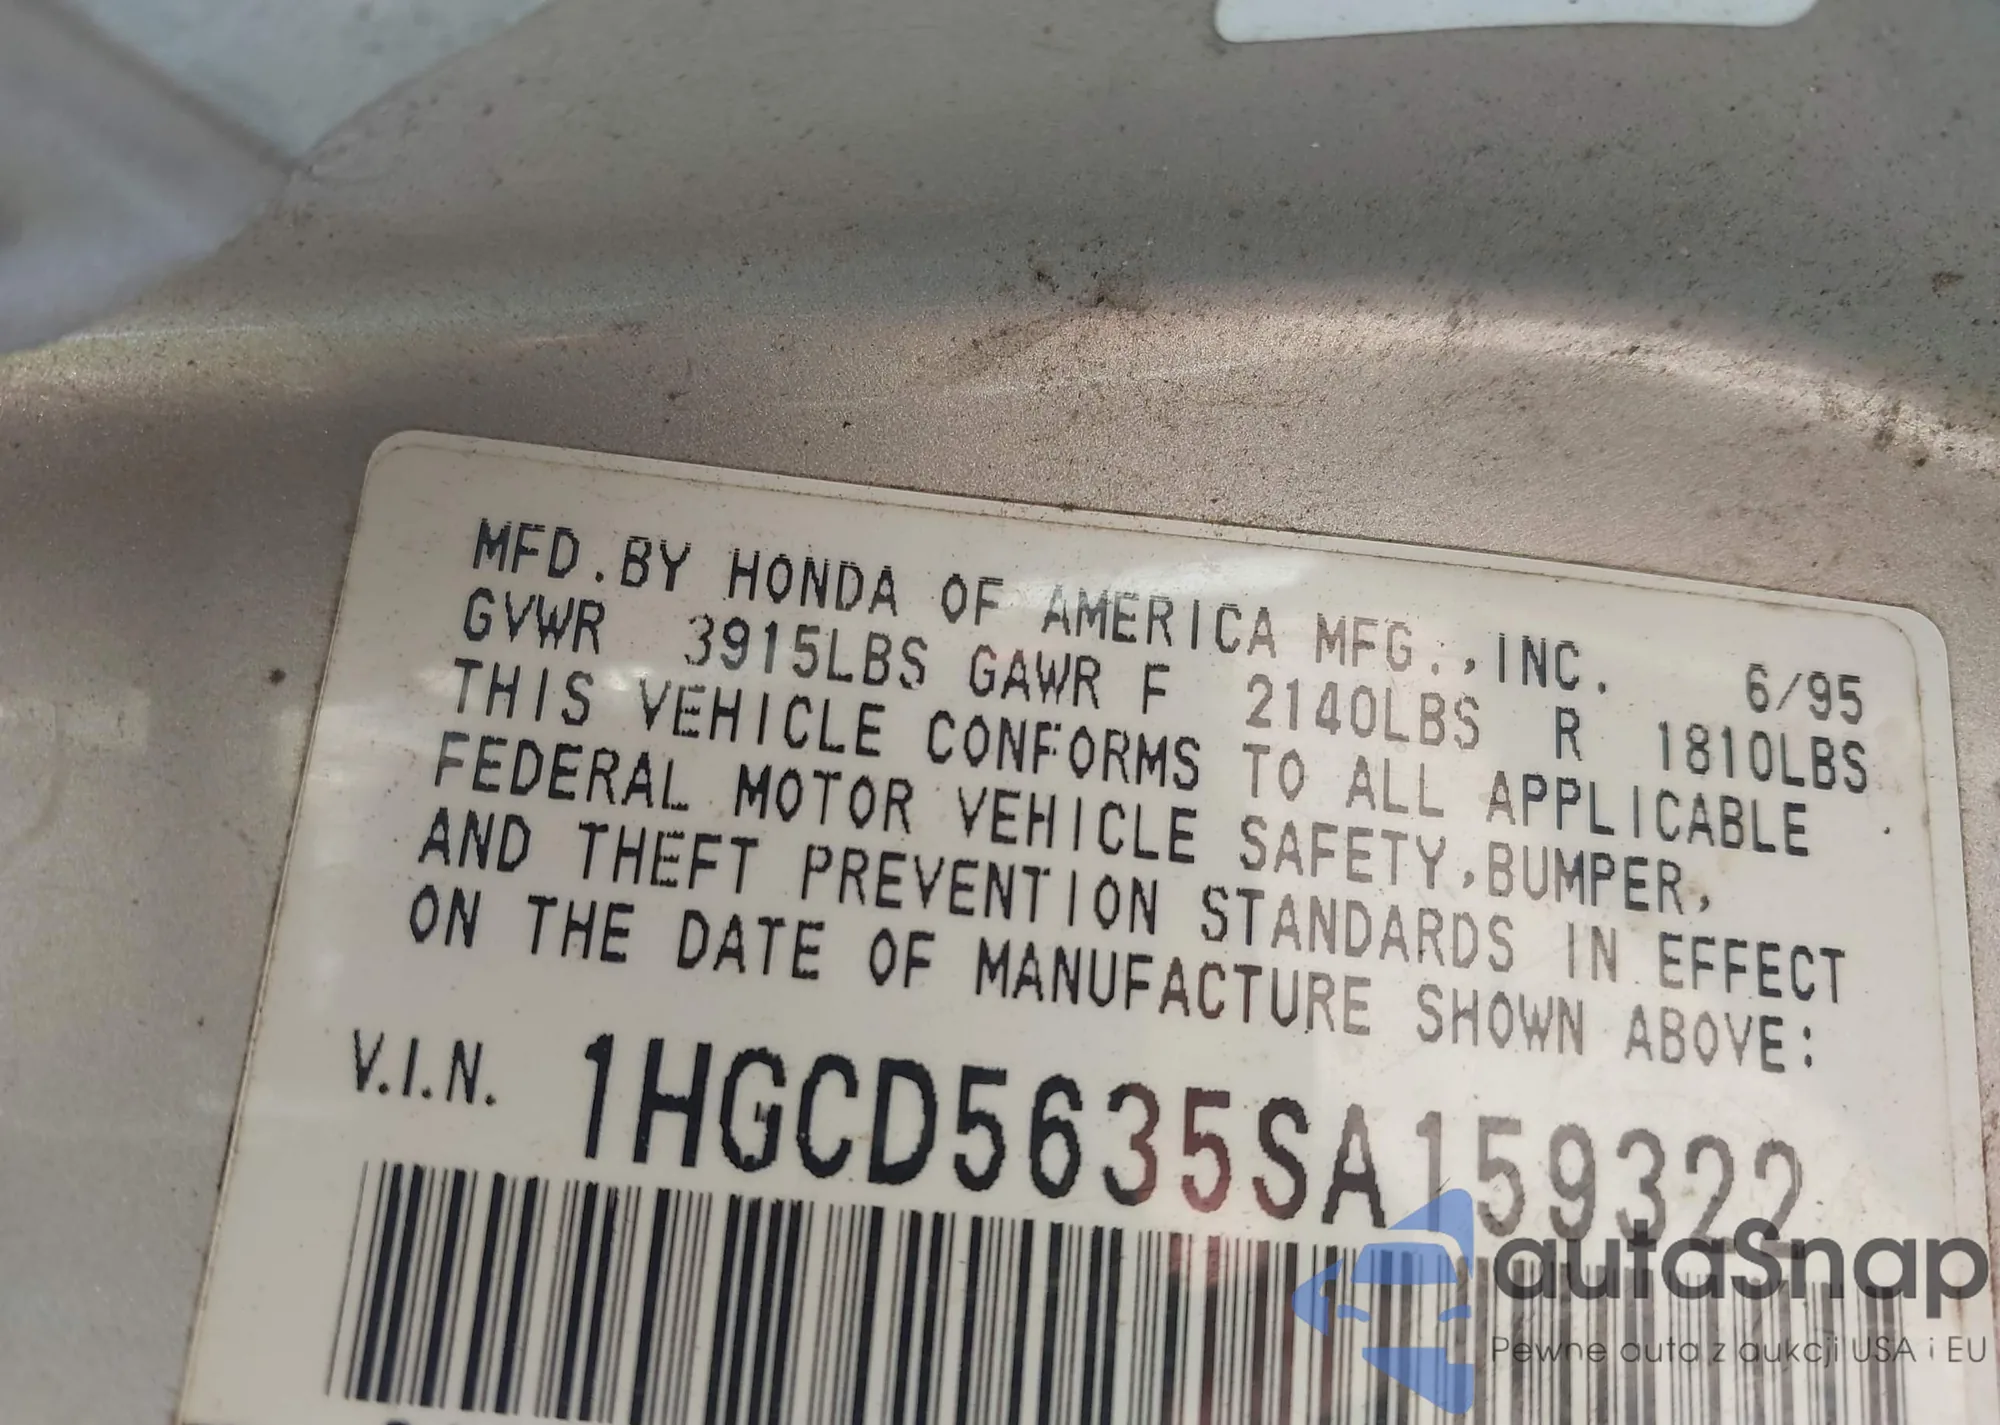 MFD.BY HONDA OF AMERICA MFG.,INC. 6/95
GVWR 3915LBS GAWR F 2140LBS R 1810LBS
THIS VEHICLE CONFORMS TO ALL APPLICABLE
FEDERAL MOTOR VEHICLE SAFETY,BUMPER,
AND THEFT PREVENTION STANDARDS IN EFFECT
ON THE DATE OF MANUFACTURE SHOWN ABOVE:
V.I.N. 1HGCD5635SA159322
autaSnap
Pewne auta z aukcji USA i EU